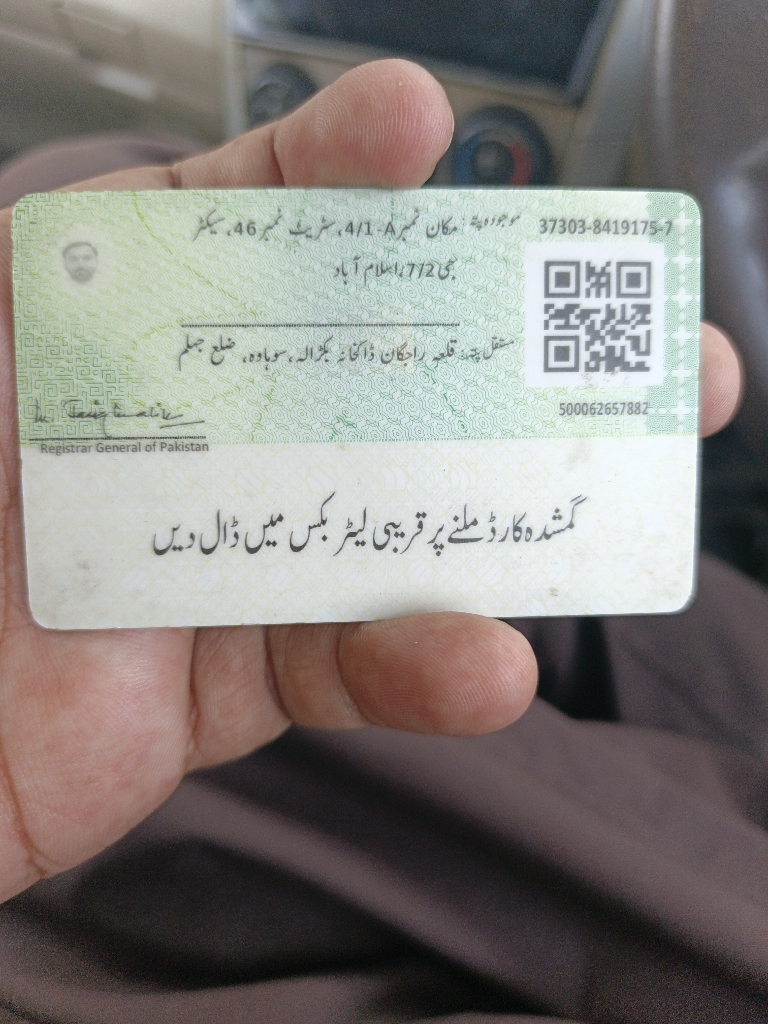 37303-8419175-7
موجودہ پتہ: مکان نمبر 4/1-A، سٹریٹ نمبر 46، سیکٹر
جی 7/2، اسلام آباد
مستقل پتہ: قلعہ راجگان ڈاکخانہ بکڑالہ، سوہاوہ، ضلع جہلم
500062657882
Registrar General of Pakistan
گمشدہ کارڈ ملنے پر قریبی لیٹر بکس میں ڈال دیں